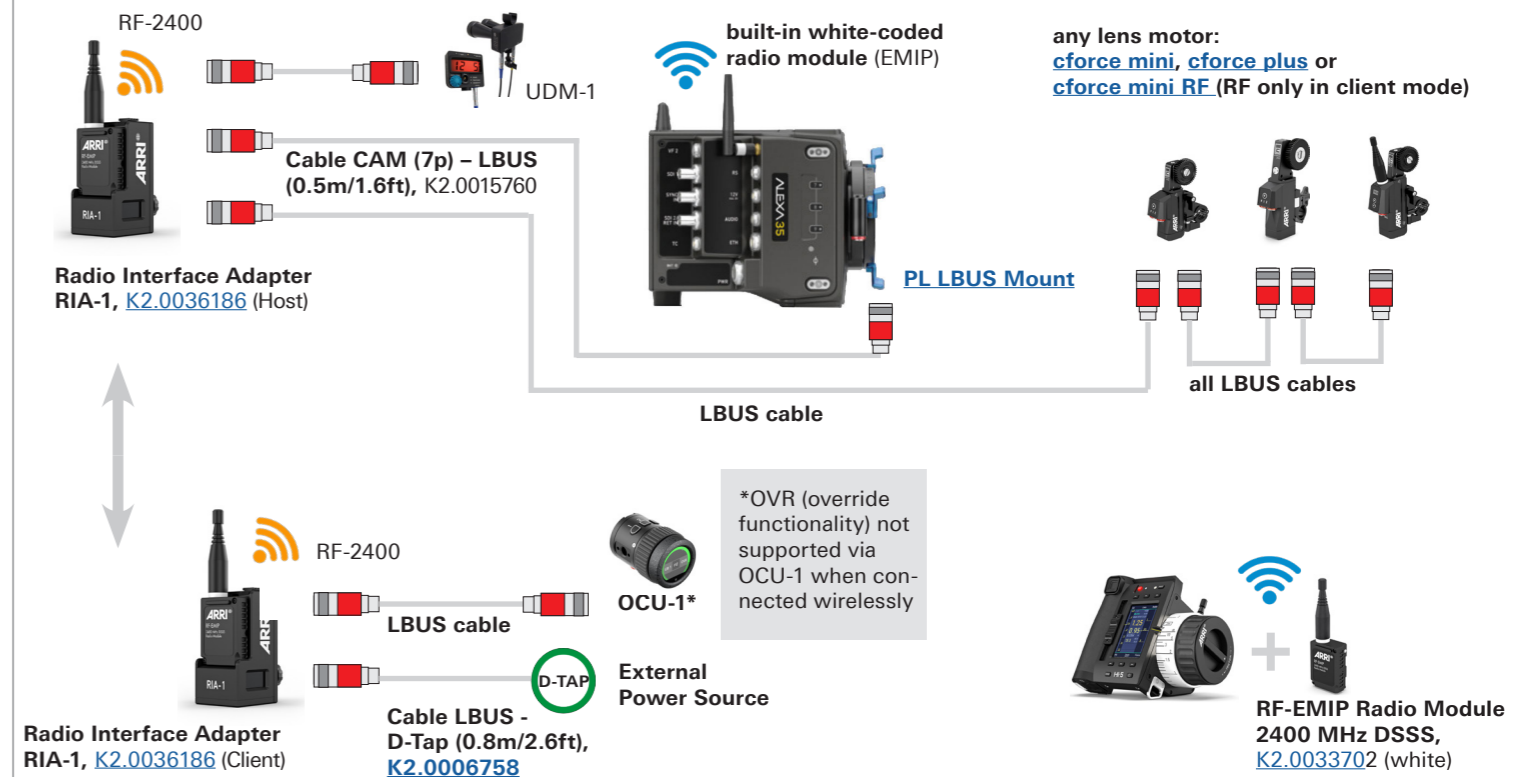 RF-2400
UDM-1
built-in white-coded
radio module (EMIP)
any lens motor:
cforce mini, cforce plus or
cforce mini RF (RF only in client mode)
Cable CAM (7p) – LBUS
(0.5m/1.6ft), K2.0015760
ARRI
RIA-1
ALEXA35
Radio Interface Adapter
RIA-1, K2.0036186 (Host)
PL LBUS Mount
all LBUS cables
LBUS cable
RF-2400
OCU-1*
LBUS cable
*OVR (override
functionality) not
supported via
OCU-1 when con-
nected wirelessly
ARRI
RIA-1
D-TAP
External
Power Source
Radio Interface Adapter
RIA-1, K2.0036186 (Client)
Cable LBUS -
D-Tap (0.8m/2.6ft),
K2.0006758
ARRI
RF-EMIP Radio Module
2400 MHz DSSS,
K2.0033702 (white)